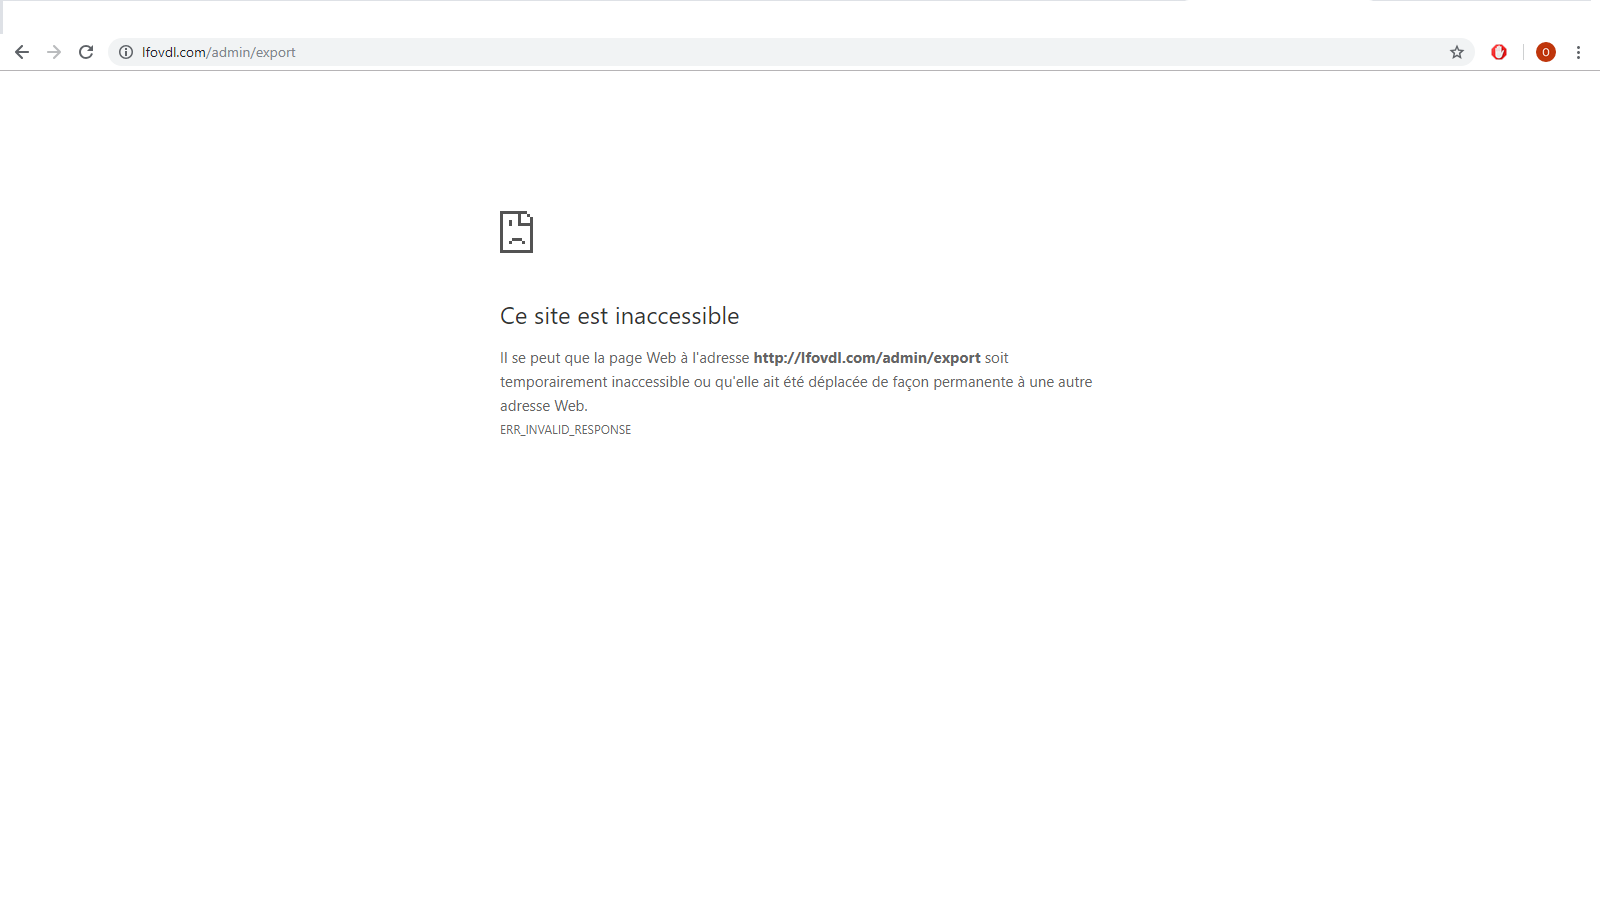 lfovdl.com/admin/export
O
Ce site est inaccessible
Il se peut que la page Web à l'adresse http://lfovdl.com/admin/export soit
temporairement inaccessible ou qu'elle ait été déplacée de façon permanente à une autre
adresse Web.
ERR_INVALID_RESPONSE